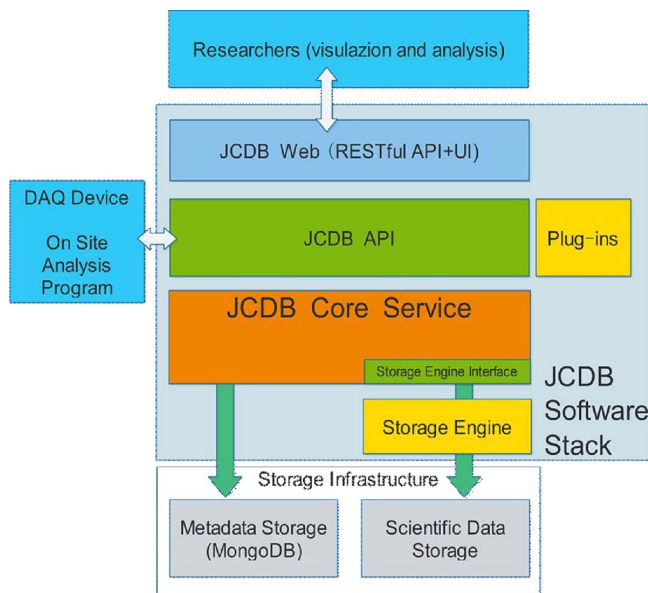 Researchers (visulazion and analysis)
JCDB Web (RESTful API+UI)
DAQ Device
On Site
Analysis
Program
JCDB API
Plug-ins
JCDB Core Service
Storage Engine Interface
JCDB
Software
Stack
Storage Engine
Storage Infrastructure
Metadata Storage
(MongoDB)
Scientific Data
Storage